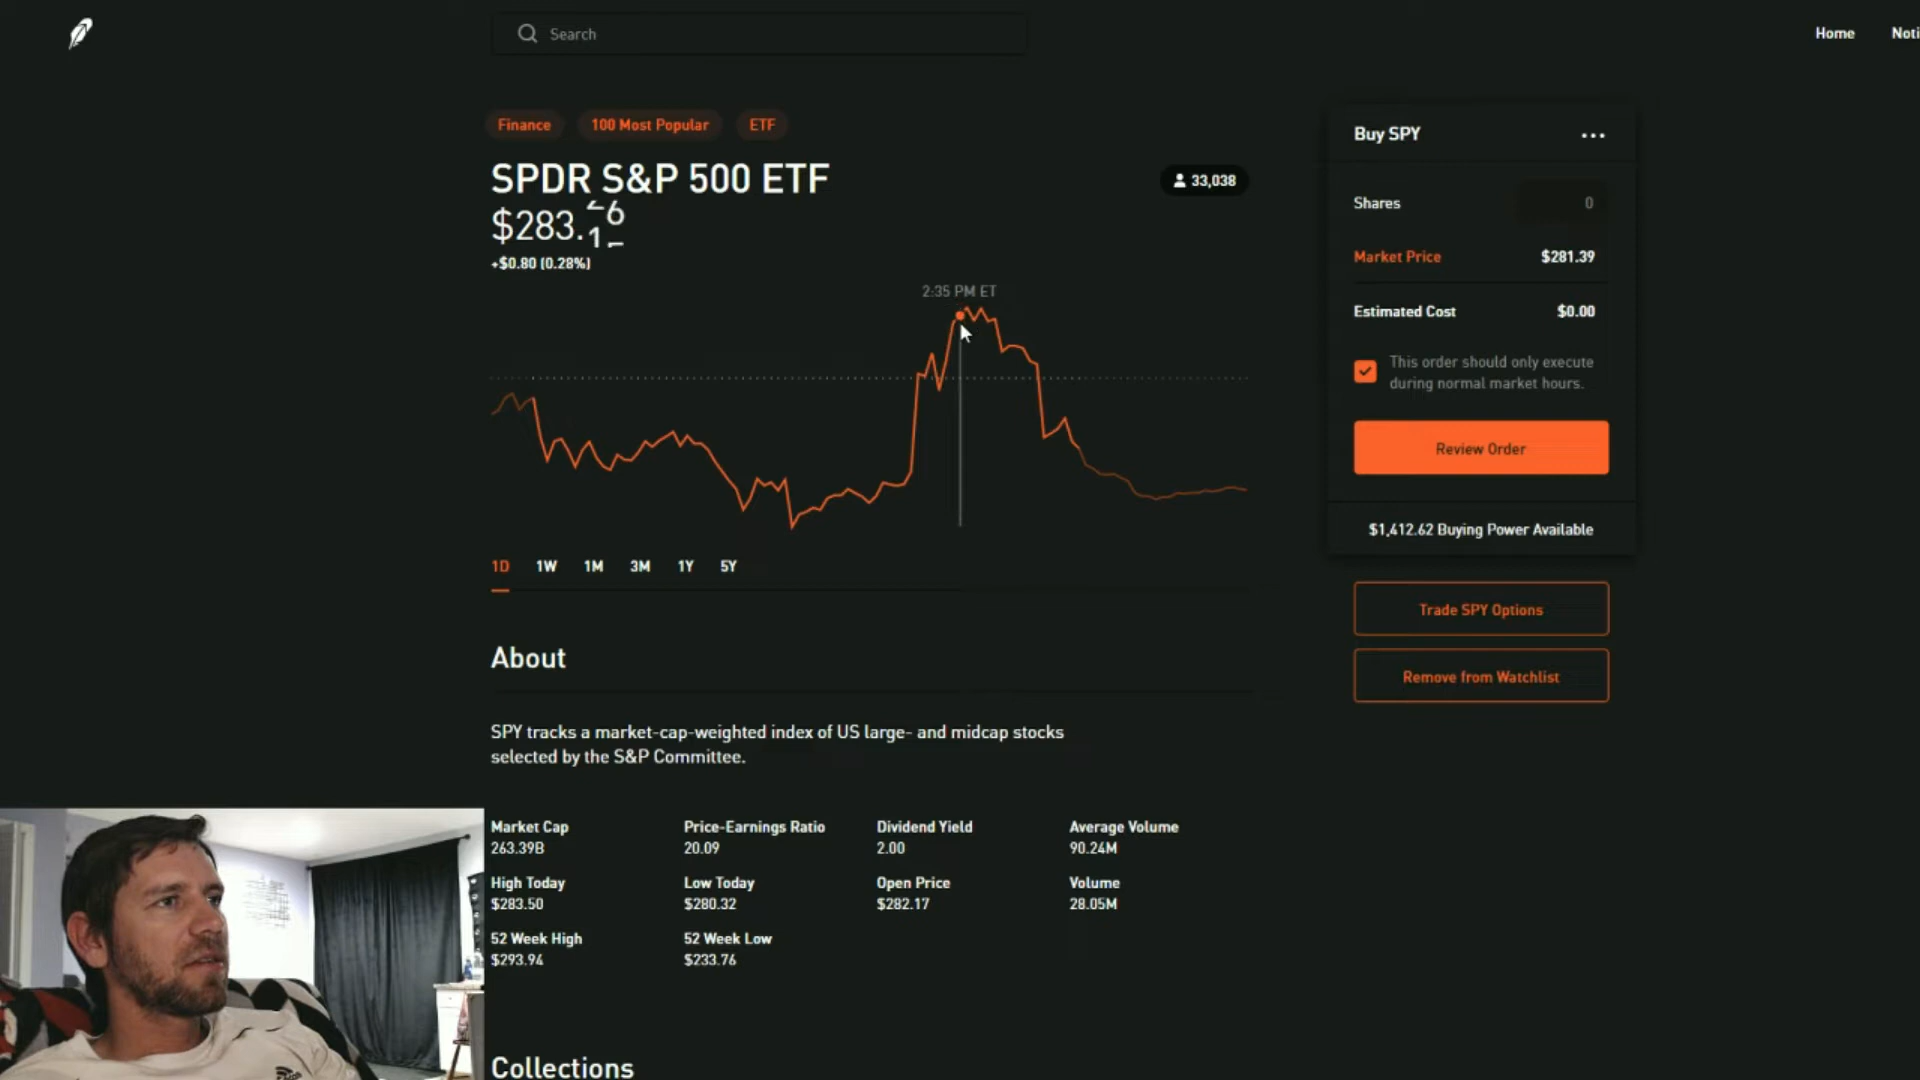 Search
Home
Noti
Finance
100 Most Popular
ETF
SPDR S&P 500 ETF
33,038
$283.
+$0.80 (0.28%)
2:35 PM ET
1D 1W 1M 3M 1Y 5Y
Buy SPY
Shares 0
Market Price $281.39
Estimated Cost $0.00
This order should only execute
during normal market hours.
Review Order
$1,412.62 Buying Power Available
Trade SPY Options
Remove from Watchlist
About
SPY tracks a market-cap-weighted index of US large- and midcap stocks
selected by the S&P Committee.
Market Cap Price-Earnings Ratio Dividend Yield Average Volume
263.39B 20.09 2.00 90.24M
High Today Low Today Open Price Volume
$283.50 $280.32 $282.17 28.05M
52 Week High 52 Week Low
$293.94 $233.76
Collections